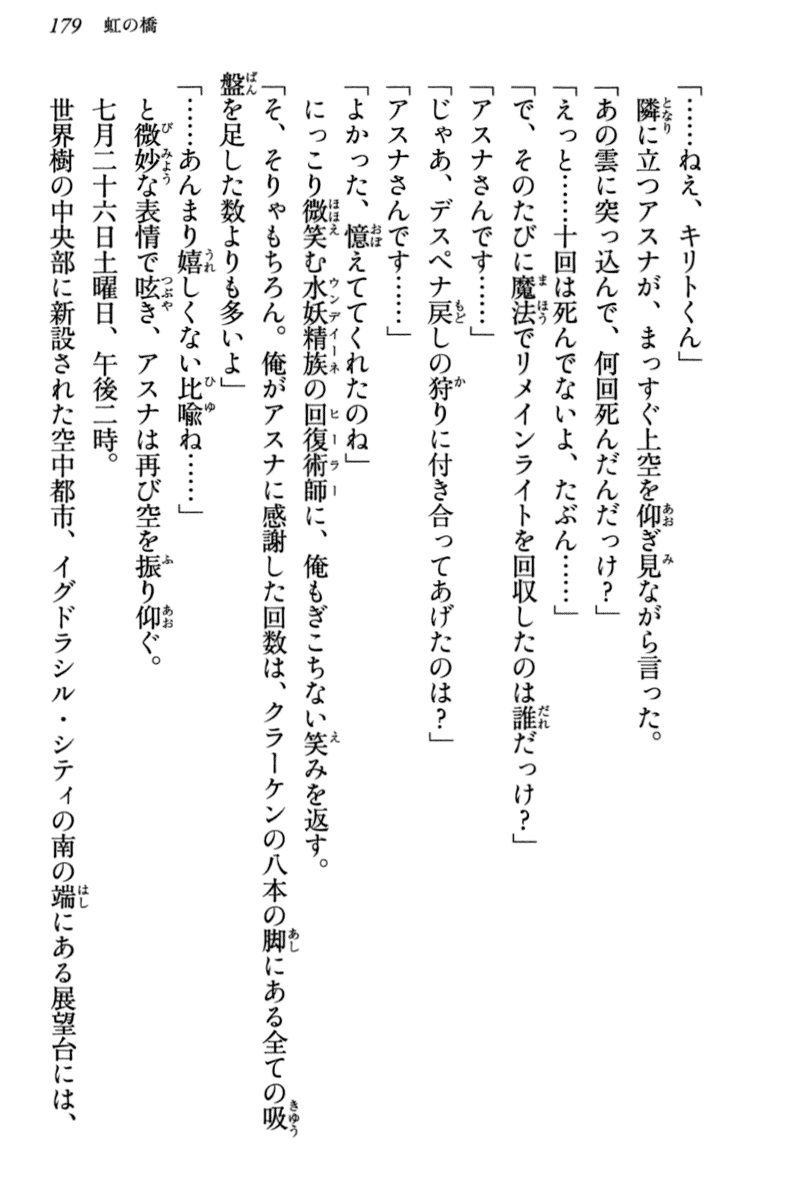 179 虹の橋
「……ねえ、キリトくん」
隣に立つアスナが、まっすぐ上空を仰ぎ見ながら言った。
「あの雲に突っ込んで、何回死んだんだっけ？」
「えっと……十回は死んでないよ、たぶん……」
「で、そのたびに魔法でリメインライトを回収したのは誰だっけ？」
「アスナさんです……」
「じゃあ、デスペナ戻しの狩りに付き合ってあげたのは？」
「アスナさんです……」
「よかった、憶えててくれたのね」
にっこり微笑む水妖精族の回復術師に、俺もぎこちない笑みを返す。
「そ、そりゃもちろん。俺がアスナに感謝した回数は、クラーケンの八本の脚にある全ての吸
盤を足した数よりも多いよ」
「……あんまり嬉しくない比喩ね……」
と微妙な表情で呟き、アスナは再び空を振り仰ぐ。
七月二十六日土曜日、午後二時。
世界樹の中央部に新設された空中都市、イグドラシル・シティの南の端にある展望台には、